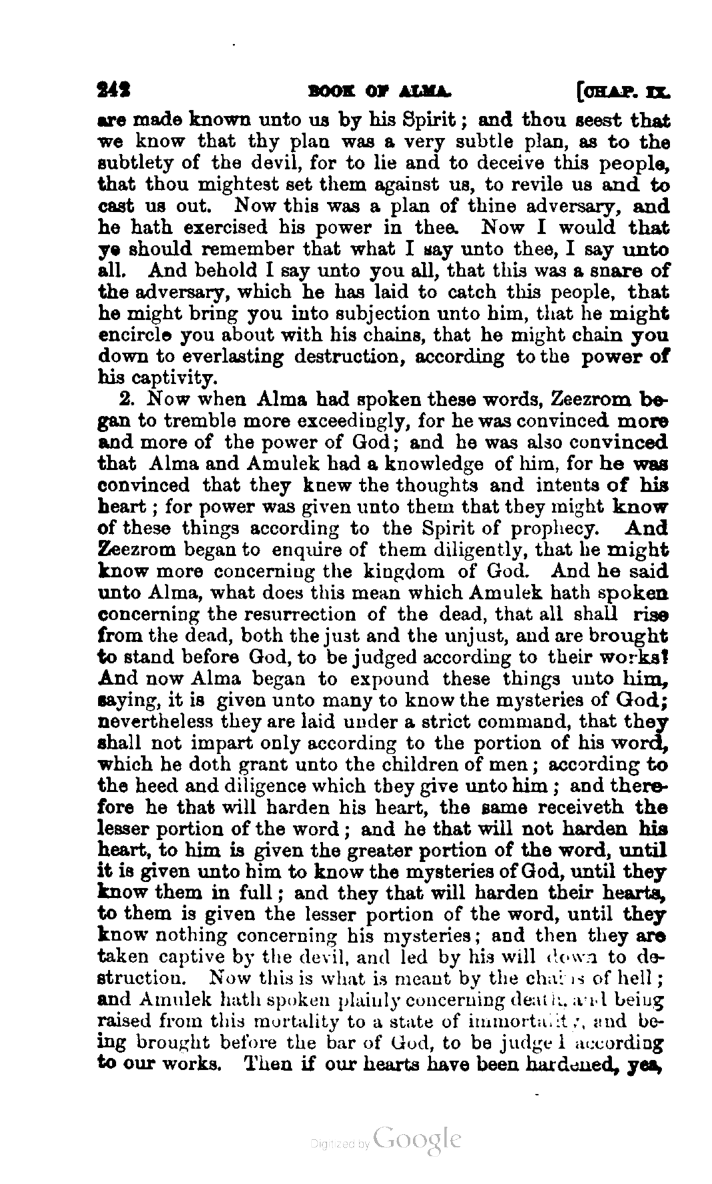 242 BOOK OF ALMA. [CHAP. IX.
are made known unto us by his Spirit; and thou seest that
we know that thy plan was a very subtle plan, as to the
subtlety of the devil, for to lie and to deceive this people,
that thou mightest set them against us, to revile us and to
cast us out. Now this was a plan of thine adversary, and
he hath exercised his power in thee. Now I would that
ye should remember that what I say unto thee, I say unto
all. And behold I say unto you all, that this was a snare of
the adversary, which he has laid to catch this people, that
he might bring you into subjection unto him, that he might
encircle you about with his chains, that he might chain you
down to everlasting destruction, according to the power of
his captivity.
2. Now when Alma had spoken these words, Zeezrom be-
gan to tremble more exceedingly, for he was convinced more
and more of the power of God; and he was also convinced
that Alma and Amulek had a knowledge of him, for he was
convinced that they knew the thoughts and intents of his
heart; for power was given unto them that they might know
of these things according to the Spirit of prophecy. And
Zeezrom began to enquire of them diligently, that he might
know more concerning the kingdom of God. And he said
unto Alma, what does this mean which Amulek hath spoken
concerning the resurrection of the dead, that all shall rise
from the dead, both the just and the unjust, and are brought
to stand before God, to be judged according to their works?
And now Alma began to expound these things unto him,
saying, it is given unto many to know the mysteries of God;
nevertheless they are laid under a strict command, that they
shall not impart only according to the portion of his word,
which he doth grant unto the children of men; according to
the heed and diligence which they give unto him; and there-
fore he that will harden his heart, the same receiveth the
lesser portion of the word; and he that will not harden his
heart, to him is given the greater portion of the word, until
it is given unto him to know the mysteries of God, until they
know them in full; and they that will harden their hearts,
to them is given the lesser portion of the word, until they
know nothing concerning his mysteries; and then they are
taken captive by the devil, and led by his will down to de-
struction. Now this is what is meant by the chains of hell;
and Amulek hath spoken plainly concerning death, and being
raised from this mortality to a state of immortality, and be-
ing brought before the bar of God, to be judged according
to our works. Then if our hearts have been hardened, yea,
Digitized by Google